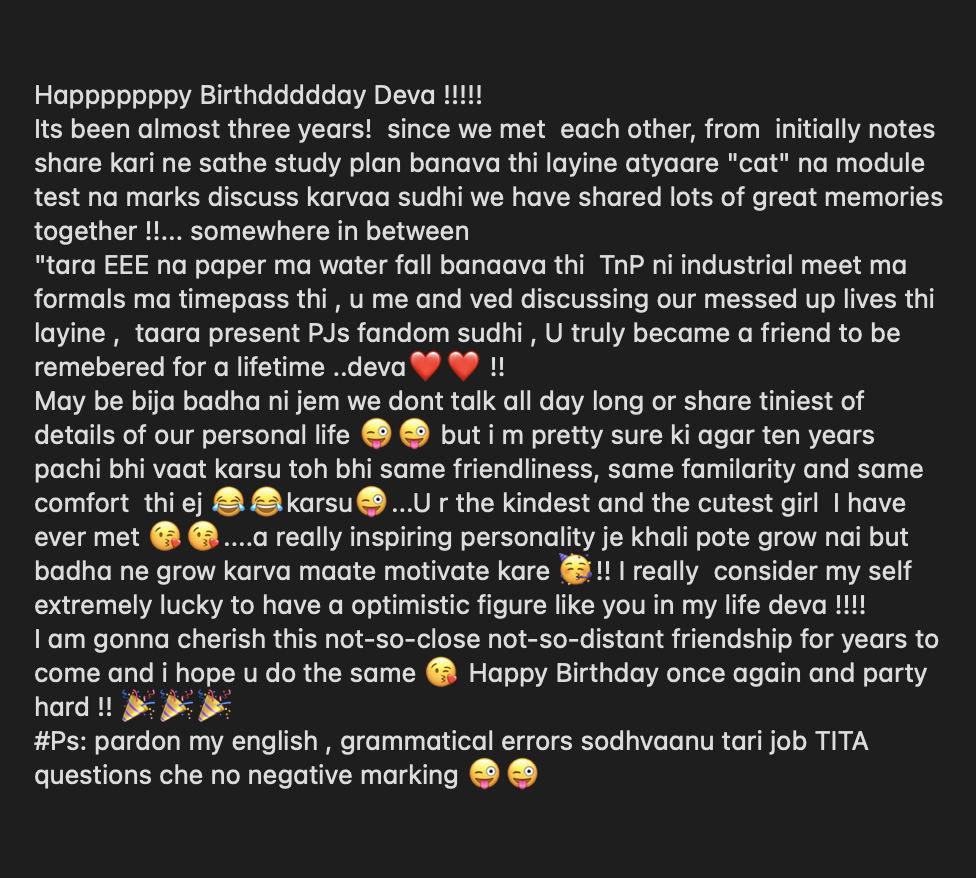 Happppppppy Birthddddday Deva !!!!!
Its been almost three years!  since we met  each other, from  initially notes
share kari ne sathe study plan banava thi layine atyaare "cat" na module
test na marks discuss karvaa sudhi we have shared lots of great memories
together !!... somewhere in between
"tara EEE na paper ma water fall banaava thi  TnP ni industrial meet ma
formals ma timepass thi , u me and ved discussing our messed up lives thi
layine ,  taara present PJs fandom sudhi , U truly became a friend to be
remebered for a lifetime ..deva❤️❤️ !!
May be bija badha ni jem we dont talk all day long or share tiniest of
details of our personal life 😜😜 but i m pretty sure ki agar ten years
pachi bhi vaat karsu toh bhi same friendliness, same familarity and same
comfort  thi ej 😂😂karsu😜...U r the kindest and the cutest girl  I have
ever met 😘😘....a really inspiring personality je khali pote grow nai but
badha ne grow karva maate motivate kare 🥳!! I really  consider my self
extremely lucky to have a optimistic figure like you in my life deva !!!!
I am gonna cherish this not-so-close not-so-distant friendship for years to
come and i hope u do the same 😘 Happy Birthday once again and party
hard !! 🎉🎉🎉
#Ps: pardon my english , grammatical errors sodhvaanu tari job TITA
questions che no negative marking 😜😜